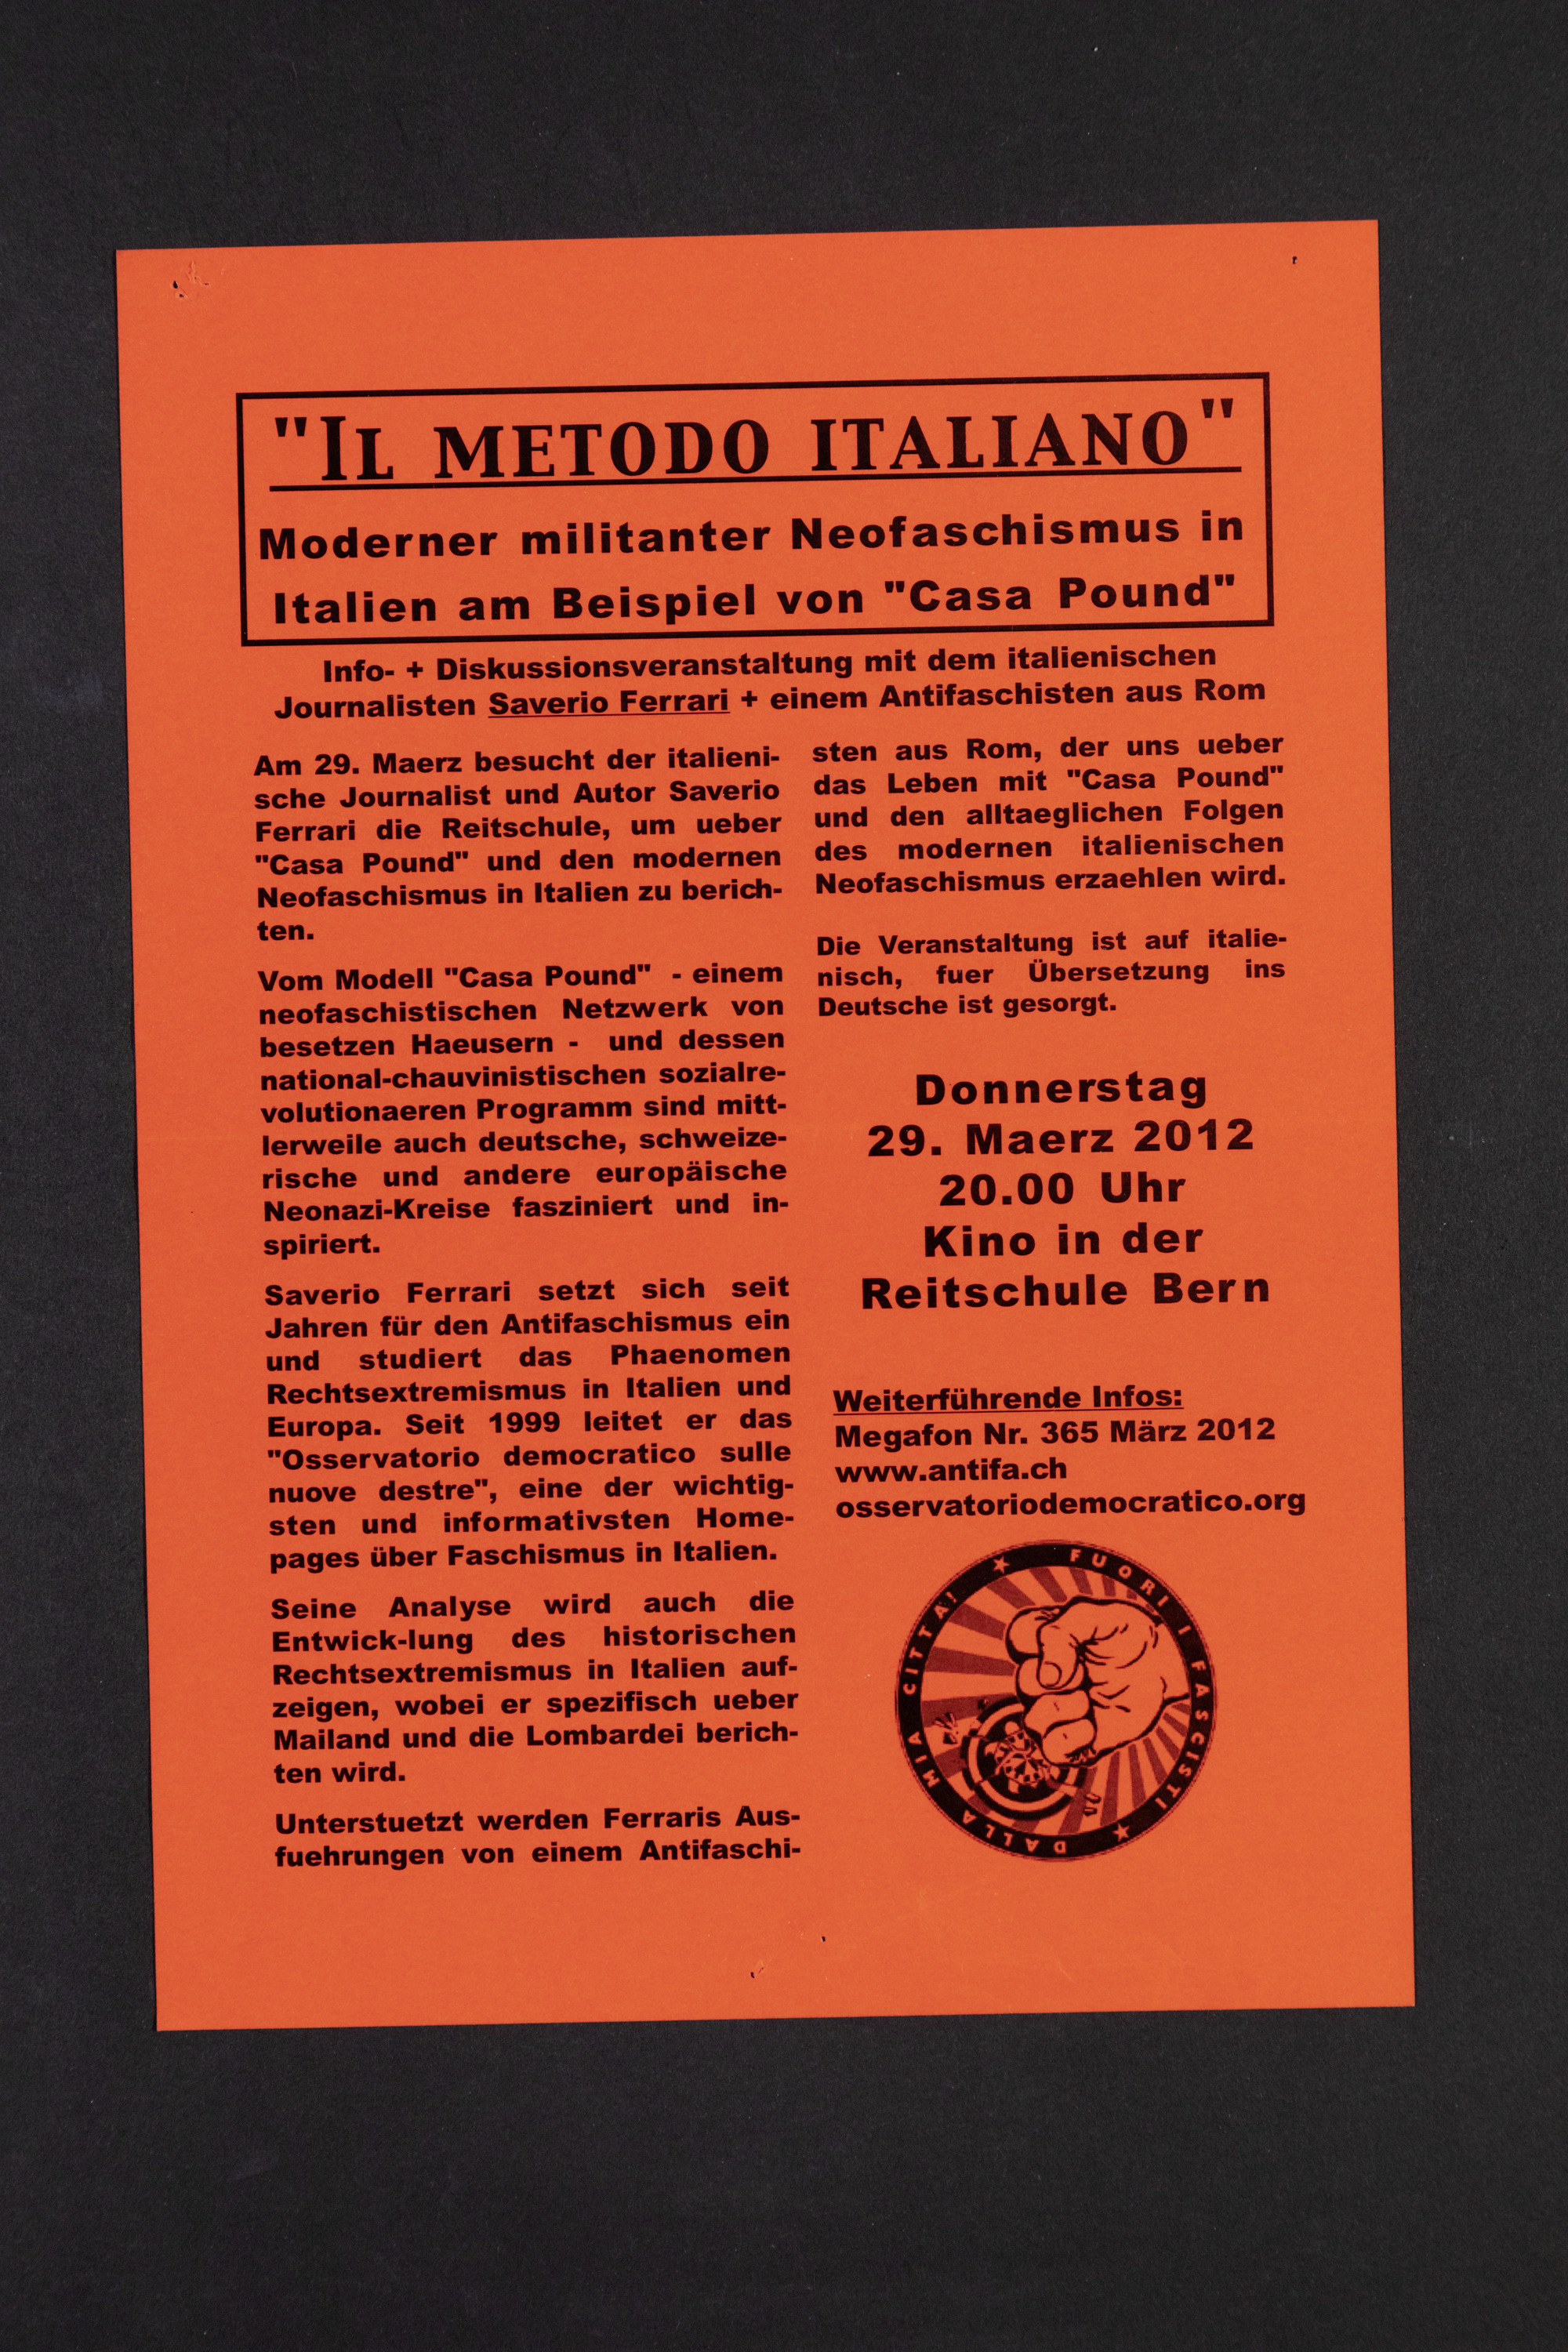 "Il metodo italiano"
Moderner militanter Neofaschismus in
Italien am Beispiel von "Casa Pound"
Info- + Diskussionsveranstaltung mit dem italienischen
Journalisten Saverio Ferrari + einem Antifaschisten aus Rom
Am 29. Maerz besucht der italieni-
sche Journalist und Autor Saverio
Ferrari die Reitschule, um ueber
"Casa Pound" und den modernen
Neofaschismus in Italien zu berich-
ten.
Vom Modell "Casa Pound" - einem
neofaschistischen Netzwerk von
besetzen Haeusern - und dessen
national-chauvinistischen sozialre-
volutionaeren Programm sind mitt-
lerweile auch deutsche, schweize-
rische und andere europäische
Neonazi-Kreise fasziniert und in-
spiriert.
Saverio Ferrari setzt sich seit
Jahren für den Antifaschismus ein
und studiert das Phaenomen
Rechtsextremismus in Italien und
Europa. Seit 1999 leitet er das
"Osservatorio democratico sulle
nuove destre", eine der wichtig-
sten und informativsten Home-
pages über Faschismus in Italien.
Seine Analyse wird auch die
Entwick-lung des historischen
Rechtsextremismus in Italien auf-
zeigen, wobei er spezifisch ueber
Mailand und die Lombardei berich-
ten wird.
Unterstuetzt werden Ferraris Aus-
fuehrungen von einem Antifaschi-
sten aus Rom, der uns ueber
das Leben mit "Casa Pound"
und den alltaeglichen Folgen
des modernen italienischen
Neofaschismus erzaehlen wird.
Die Veranstaltung ist auf italie-
nisch, fuer Übersetzung ins
Deutsche ist gesorgt.
Donnerstag
29. Maerz 2012
20.00 Uhr
Kino in der
Reitschule Bern
Weiterführende Infos:
Megafon Nr. 365 März 2012
www.antifa.ch
osservatoriodemocratico.org
FUORI I FASCISTI
DALLA MIA CITTA!